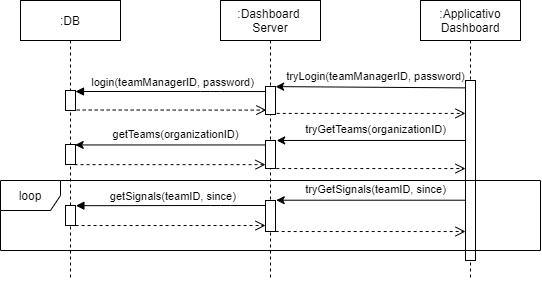 :DB
:Dashboard
Server
:Applicativo
Dashboard
tryLogin(teamManagerID, password)
login(teamManagerID, password)
tryGetTeams(organizationID)
getTeams(organizationID)
loop
tryGetSignals(teamID, since)
getSignals(teamID, since)